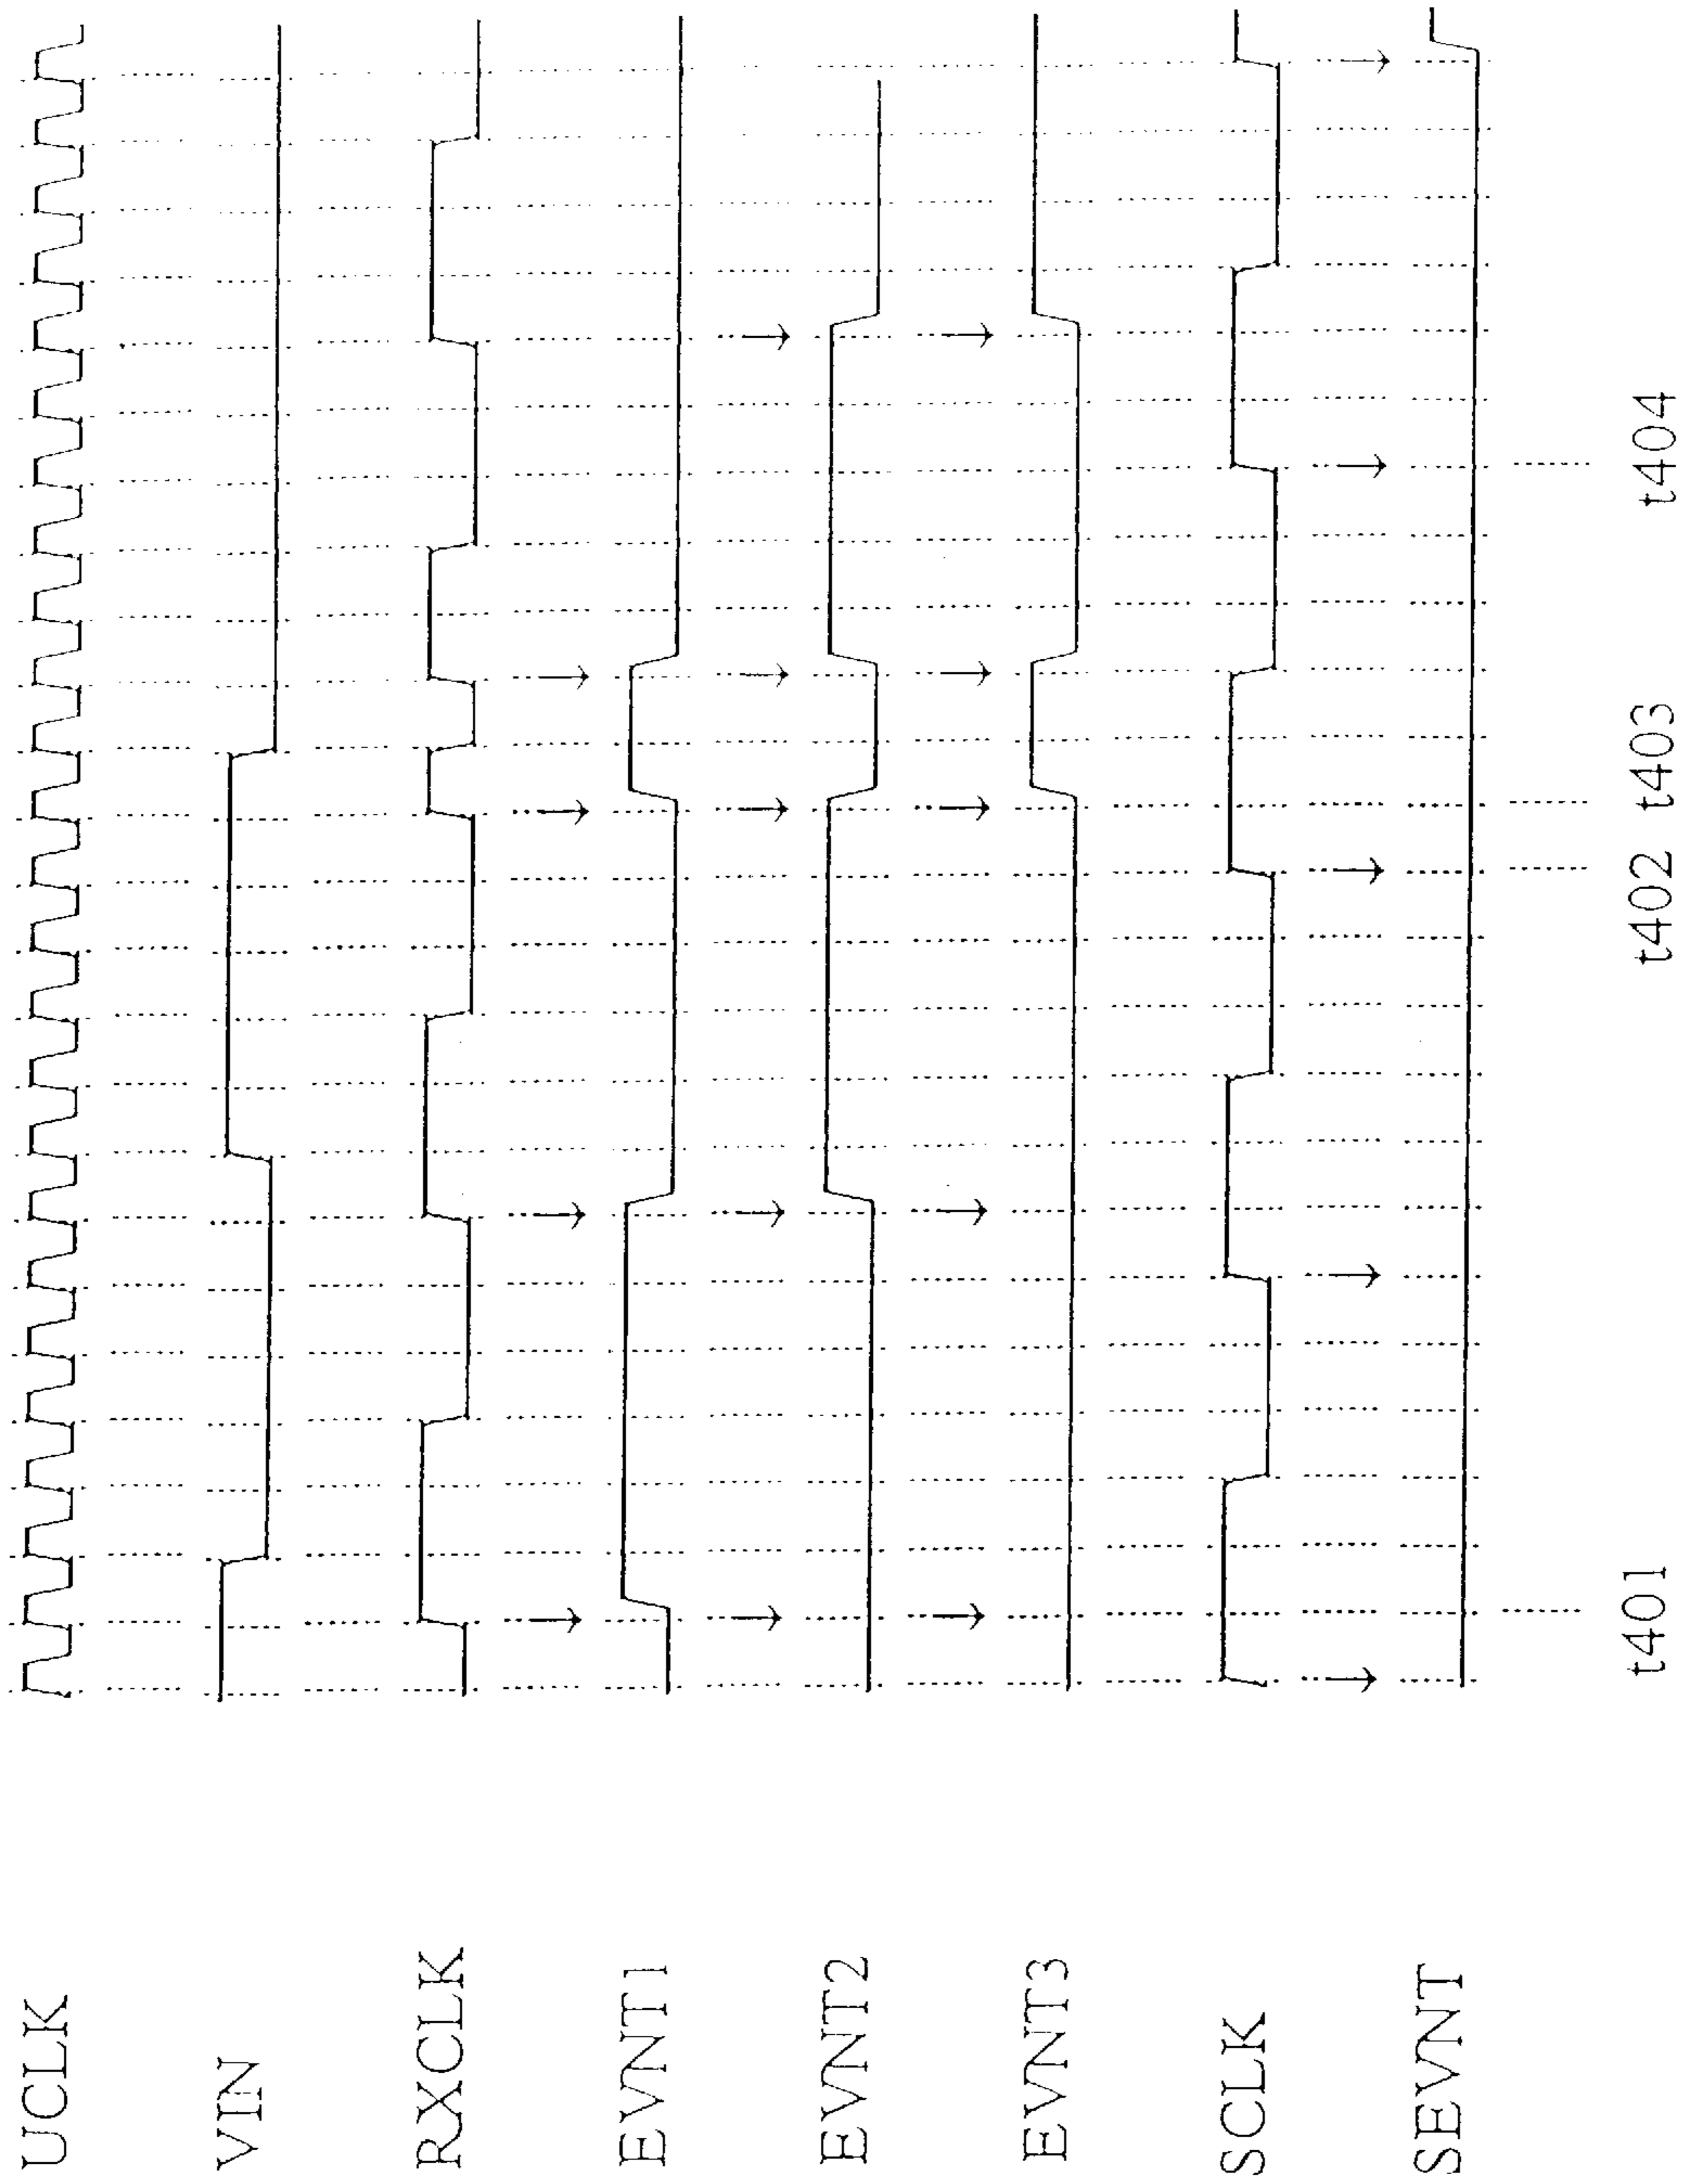 UCLK
VIN
RXCLK
EVNT1
EVNT2
EVNT3
SCLK
SEVNT
t401
t402
t403
t404